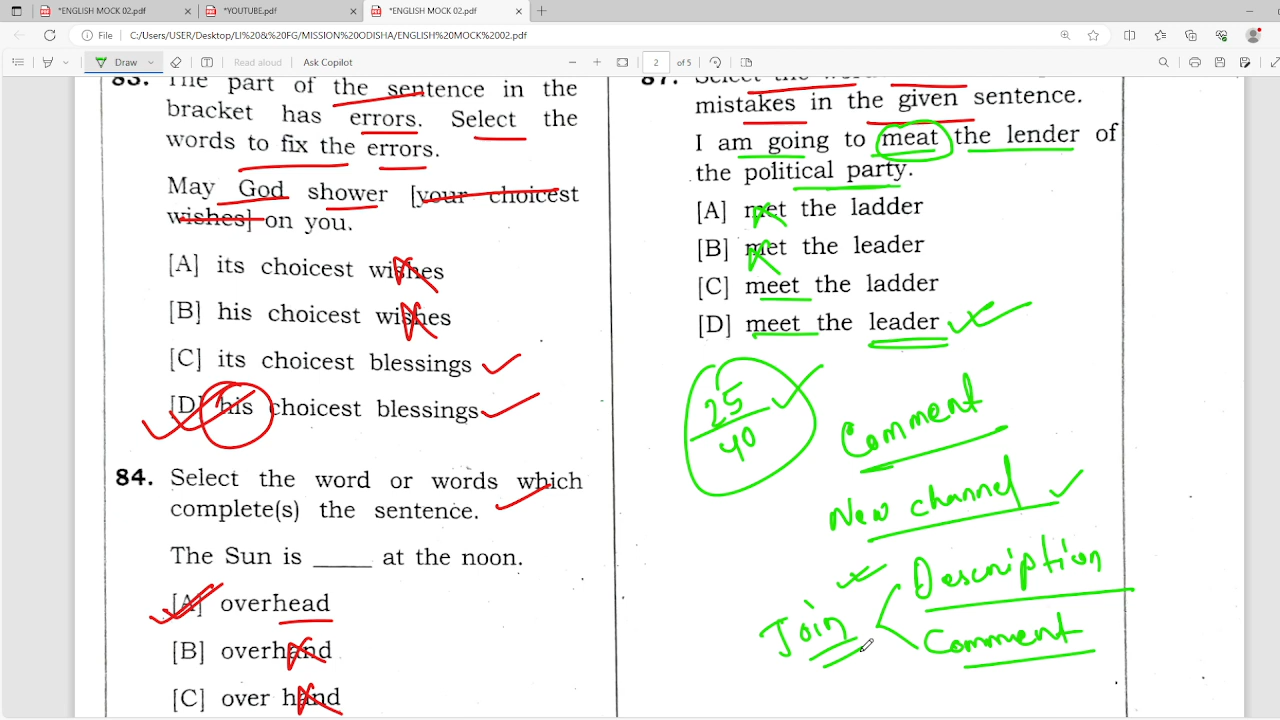 *ENGLISH MOCK 02.pdf
*YOUTUBE.pdf
*ENGLISH MOCK 02.pdf
File
C:/Users/USER/Desktop/LI%20&%20FG/MISSION%20ODISHA/ENGLISH%20MOCK%2002.pdf
Draw
Read aloud
Ask Copilot
2
of 5
83. The part of the sentence in the
bracket has errors. Select the
words to fix the errors.
May God shower [your choicest
wishes] on you.
[A] its choicest wishes
[B] his choicest wishes
[C] its choicest blessings
[D] his choicest blessings
84. Select the word or words which
complete(s) the sentence.
The Sun is _____ at the noon.
[A] overhead
[B] overhand
[C] over hand
87. Select the
mistakes in the given sentence.
I am going to meat the lender of
the political party.
[A] met the ladder
[B] met the leader
[C] meet the ladder
[D] meet the leader
25
40
Comment
New channel
Description
Join
Comment